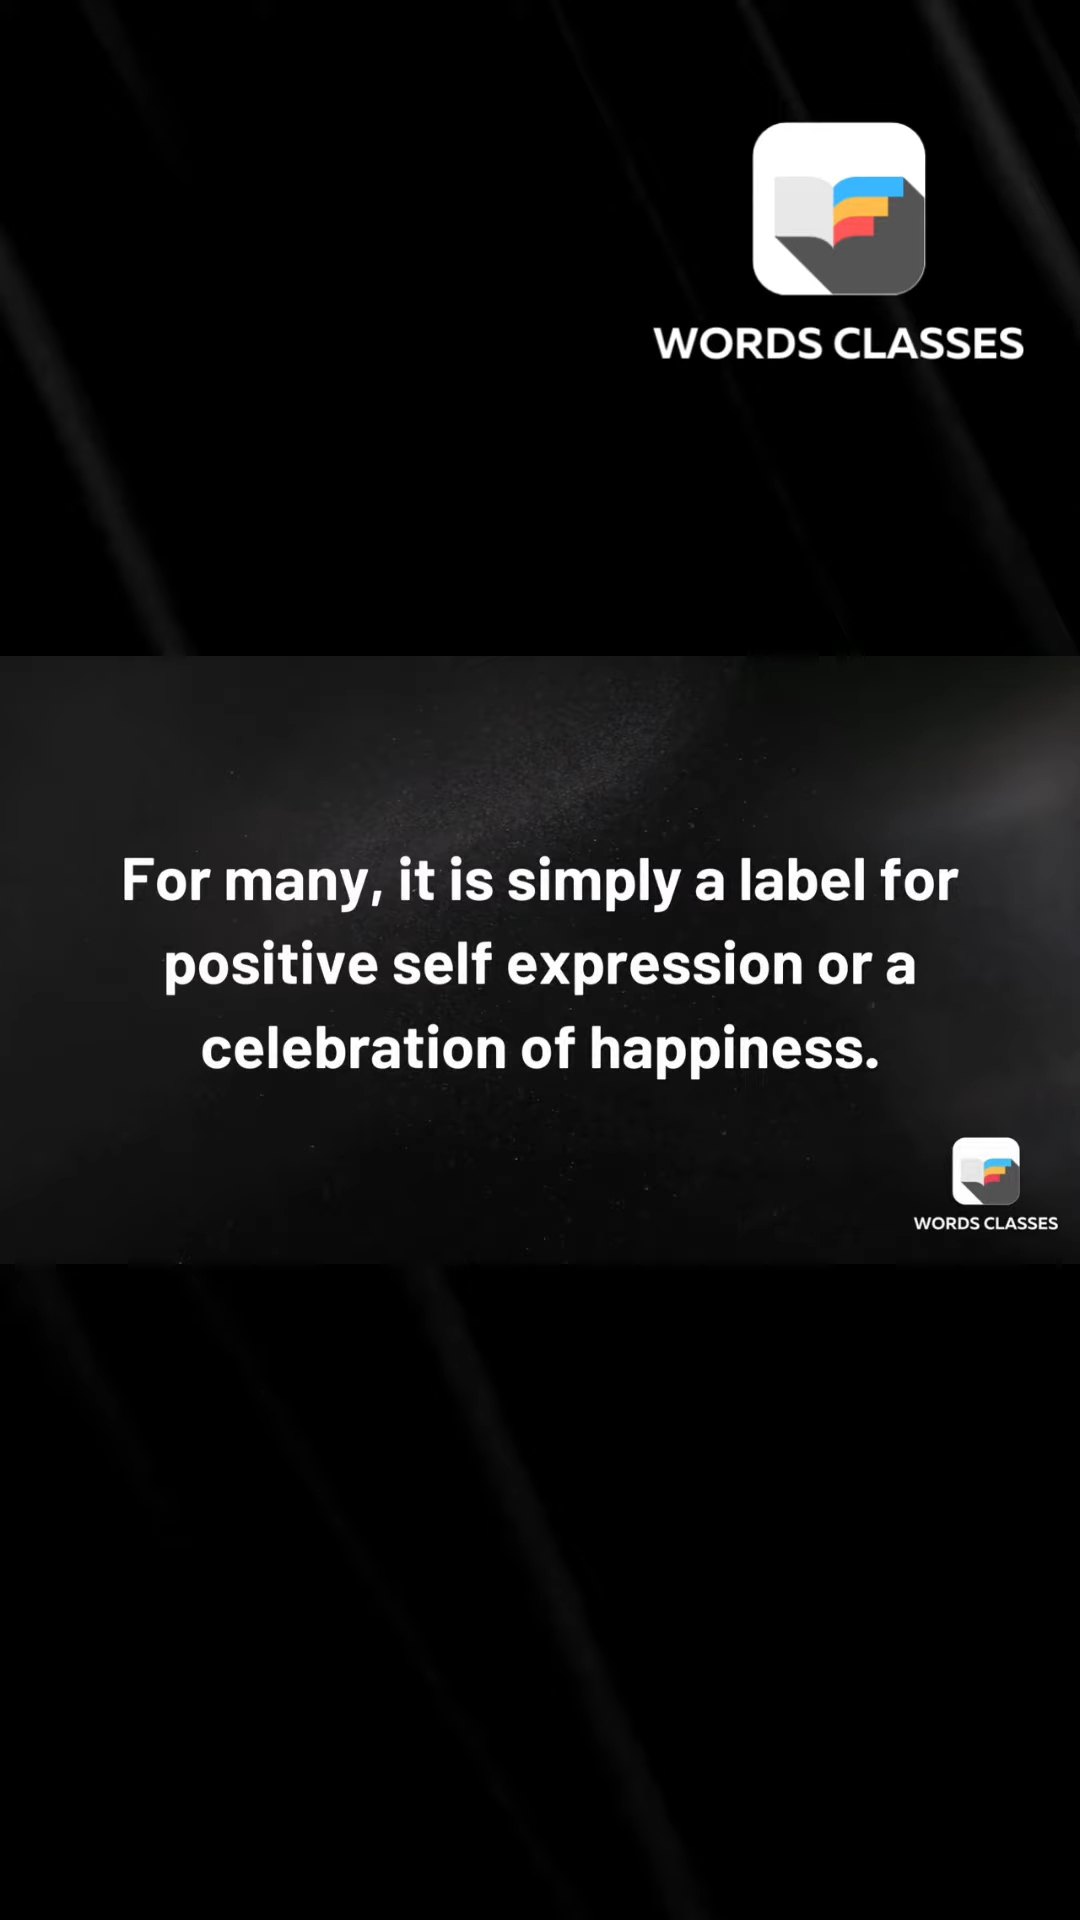 WORDS CLASSES
For many, it is simply a label for
positive self expression or a
celebration of happiness.
WORDS CLASSES